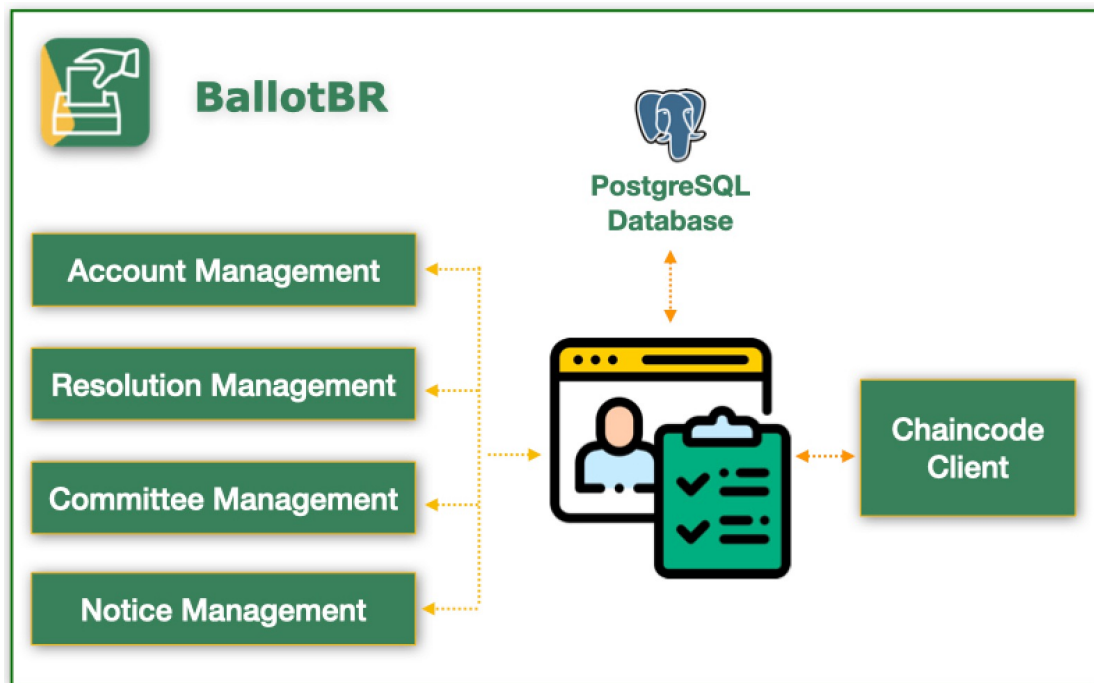 BallotBR
PostgreSQL
Database
Account Management
Resolution Management
Committee Management
Notice Management
Chaincode
Client